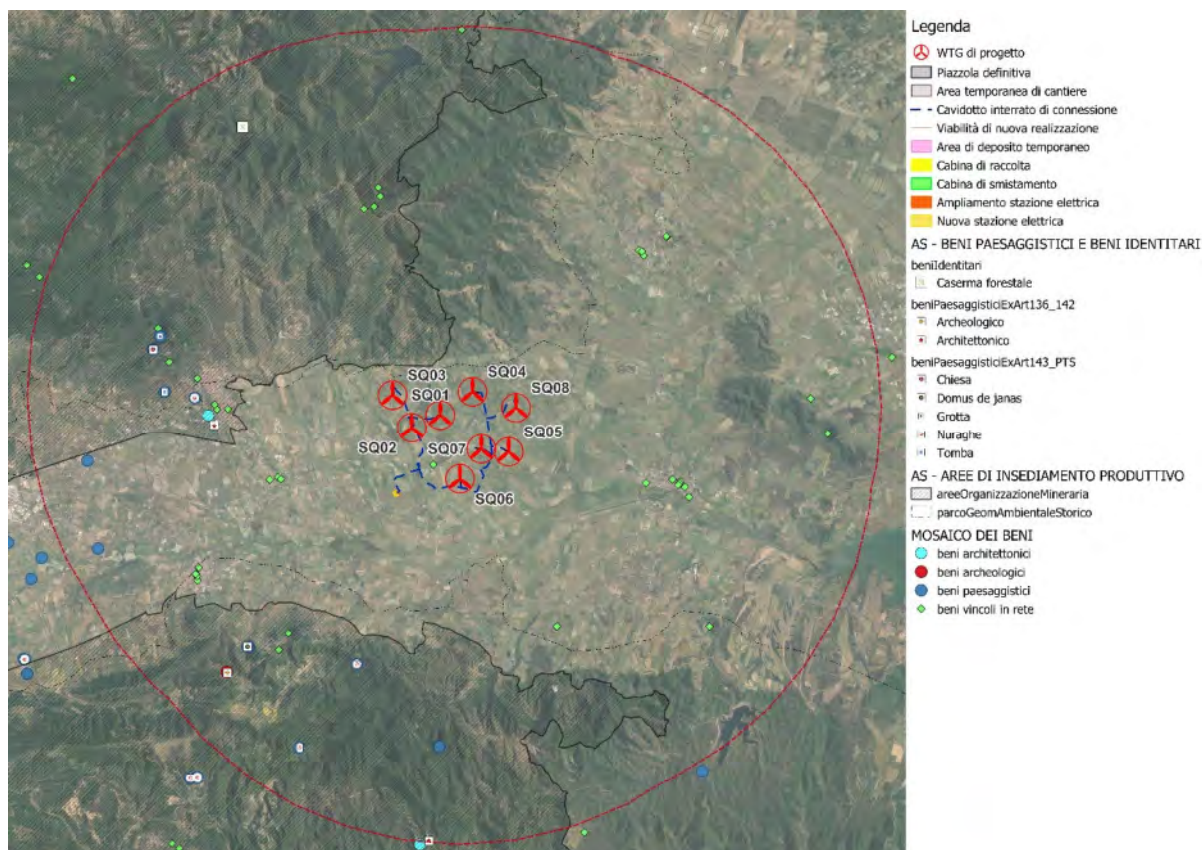 SQ03
SQ04
SQ01
SQ08
SQ02
SQ07
SQ05
SQ06
Legenda
WTG di progetto
Piazzola definitiva
Area temporanea di cantiere
Cavidotto interrato di connessione
Viabilità di nuova realizzazione
Area di deposito temporaneo
Cabina di raccolta
Cabina di smistamento
Ampliamento stazione elettrica
Nuova stazione elettrica
AS - BENI PAESAGGISTICI E BENI IDENTITARI
beniIdentitari
Caserma forestale
beniPaesaggisticiExArt136_142
Archeologico
Architettonico
beniPaesaggisticiExArt143_PTS
Chiesa
Domus de janas
Grotta
Nuraghe
Tomba
AS - AREE DI INSEDIAMENTO PRODUTTIVO
areeOrganizzazioneMineraria
parcoGeomAmbientaleStorico
MOSAICO DEI BENI
beni architettonici
beni archeologici
beni paesaggistici
beni vincoli in rete